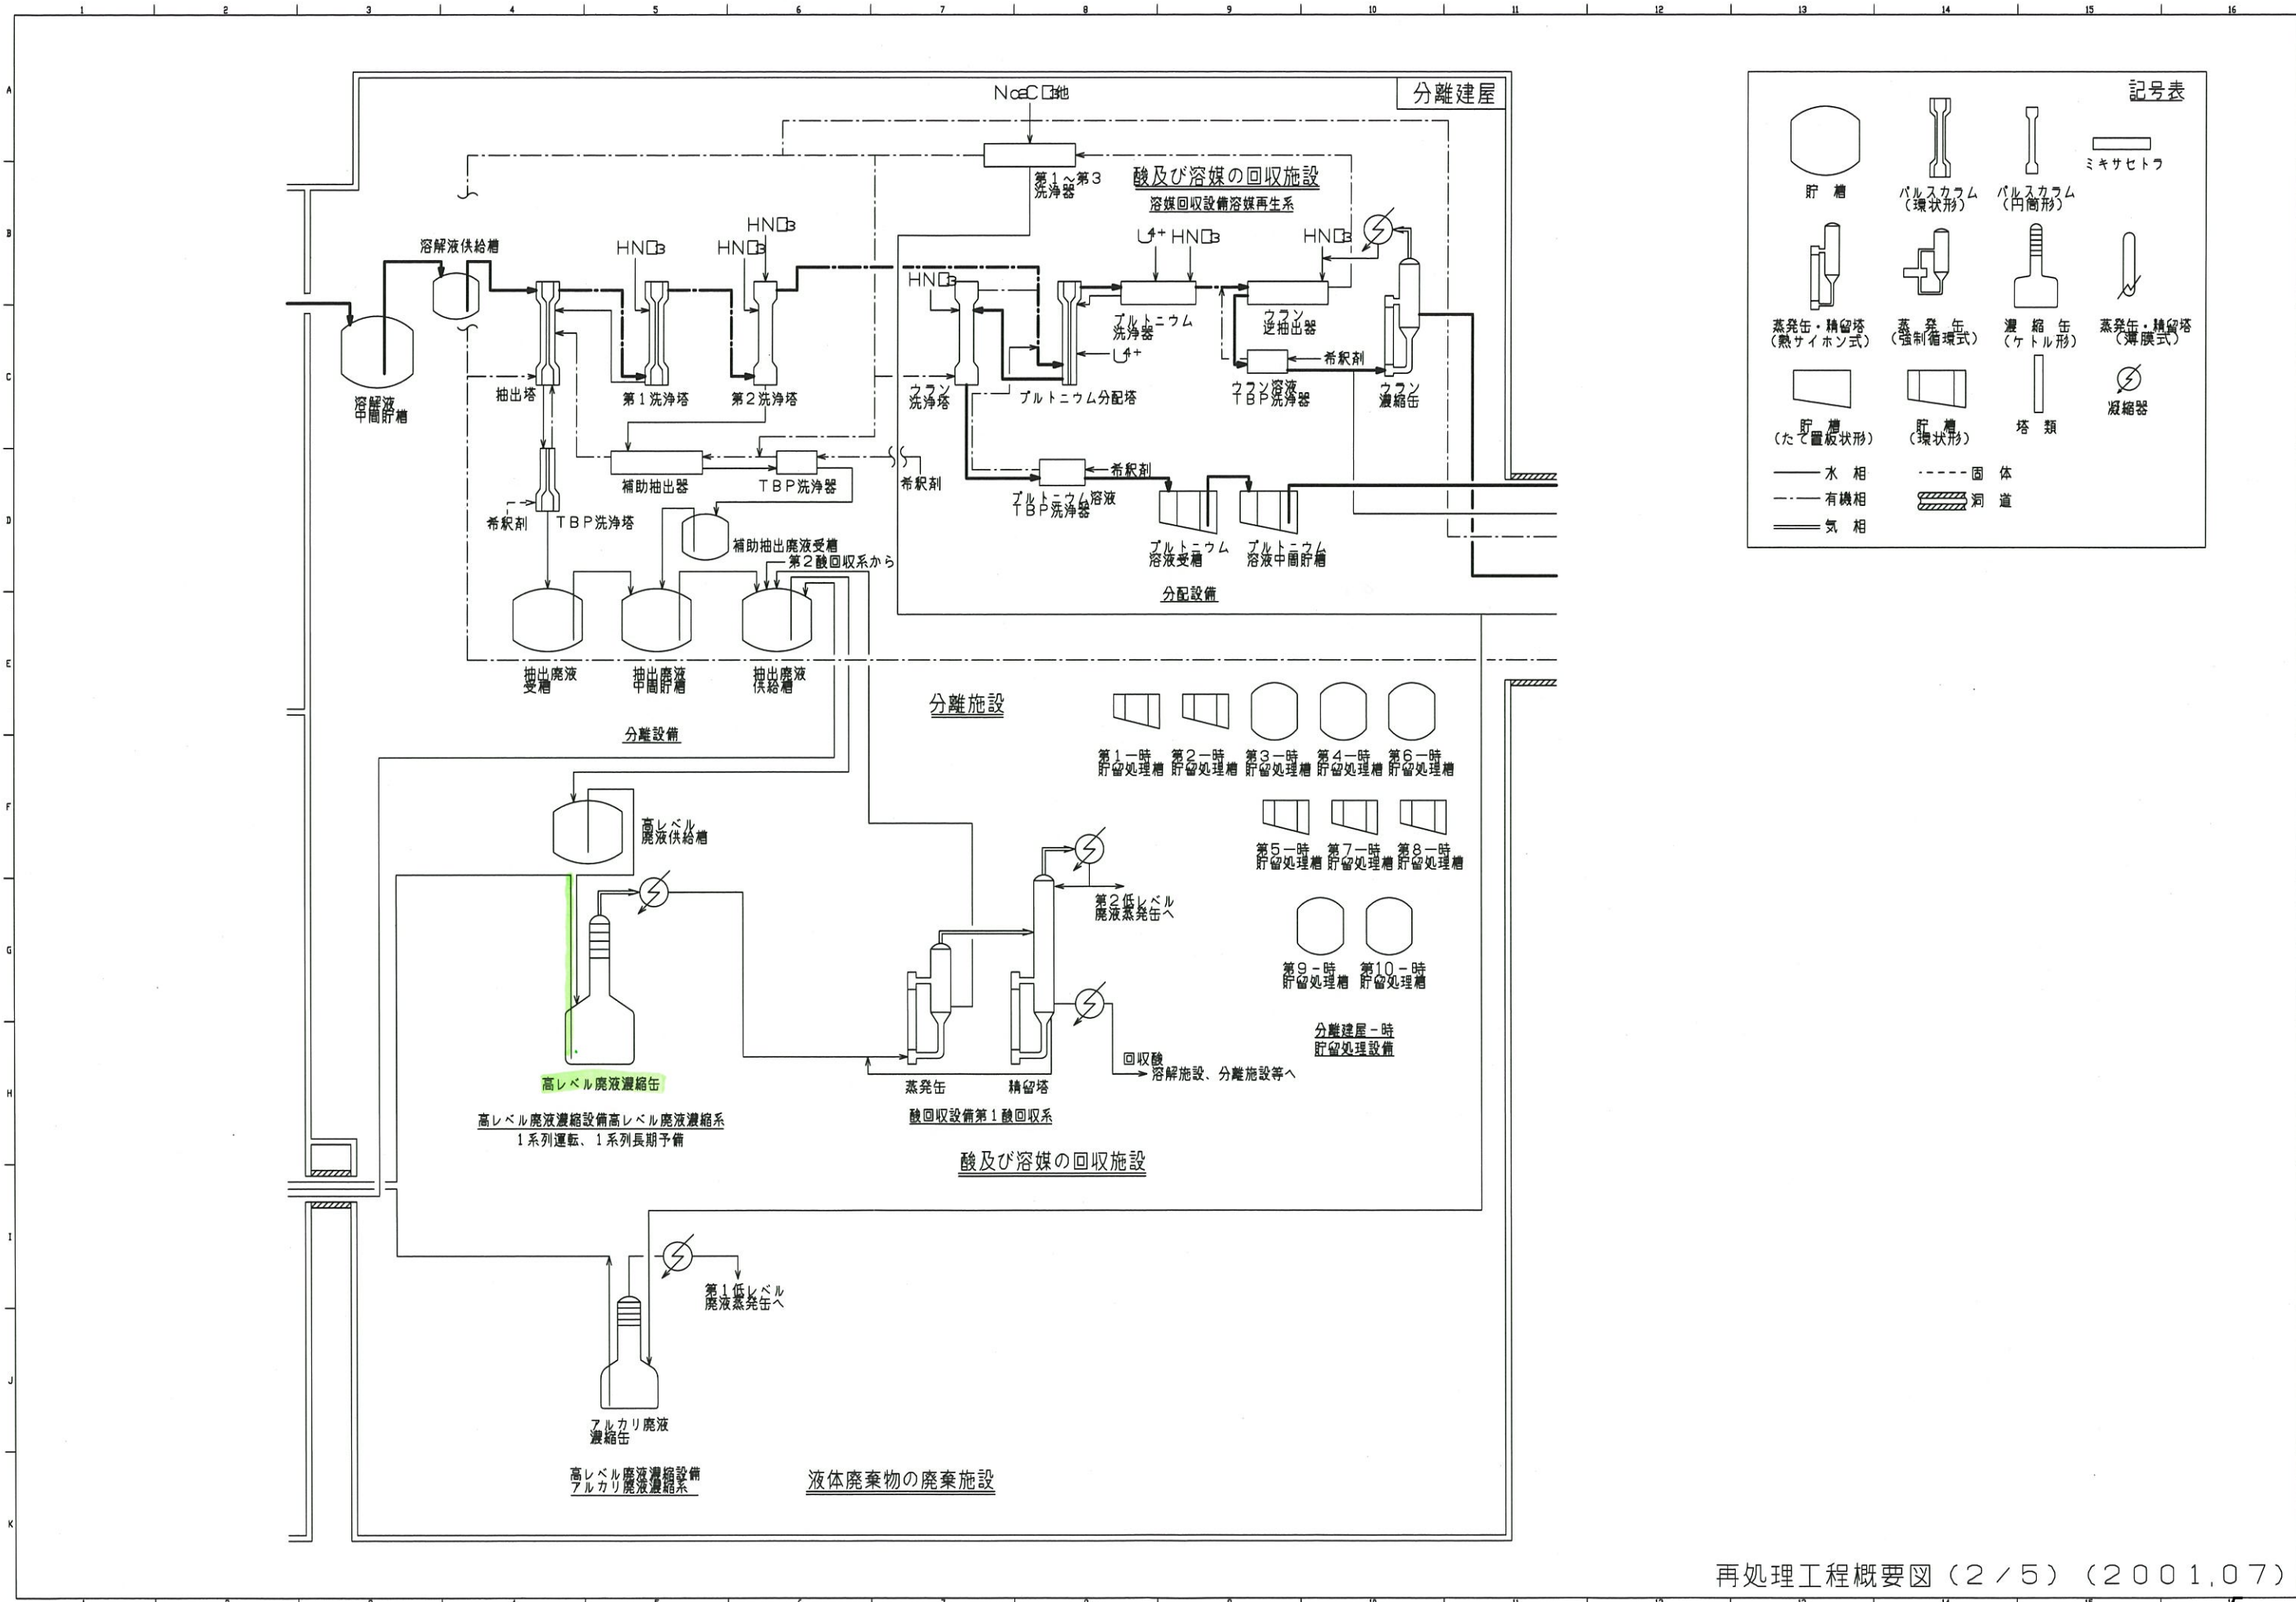 1 2 3 4 5 6 7 8 9 10 11 12 13 14 15 16
A
B
C
D
E
F
G
H
I
J
K
分離建屋
第1～第3
洗浄器
酸及び溶媒の回収施設
溶媒回収設備溶媒再生系
溶解液供給槽
HNO3
HNO3
HNO3
HNO3
U4+
HNO3
HNO3
溶解液
中間貯槽
抽出塔
第1洗浄塔
第2洗浄塔
ウラン
洗浄塔
プルトニウム分配塔
U4+
プルトニウム
洗浄器
ウラン
逆抽出器
希釈剤
ウラン溶液
TBP洗浄器
ウラン
濃縮缶
希釈剤
TBP洗浄塔
補助抽出器
TBP洗浄器
希釈剤
希釈剤
プルトニウム溶液
TBP洗浄器
プルトニウム
溶液受槽
プルトニウム
溶液中間貯槽
補助抽出廃液受槽
第2酸回収系から
分配設備
抽出廃液
受槽
抽出廃液
中間貯槽
抽出廃液
供給槽
分離設備
分離施設
第1一時
貯留処理槽
第2一時
貯留処理槽
第3一時
貯留処理槽
第4一時
貯留処理槽
第6一時
貯留処理槽
第5一時
貯留処理槽
第7一時
貯留処理槽
第8一時
貯留処理槽
第9一時
貯留処理槽
第10一時
貯留処理槽
分離建屋一時
貯留処理設備
高レベル
廃液供給槽
高レベル廃液濃縮缶
高レベル廃液濃縮設備高レベル廃液濃縮系
1系列運転、1系列長期予備
第2低レベル
廃液蒸発缶へ
回収酸
溶解施設、分離施設等へ
蒸発缶
精留塔
酸回収設備第1酸回収系
酸及び溶媒の回収施設
第1低レベル
廃液蒸発缶へ
アルカリ廃液
濃縮缶
高レベル廃液濃縮設備
アルカリ廃液濃縮系
液体廃棄物の廃棄施設
記号表
貯槽
パルスカラム
(環状形)
パルスカラム
(円筒形)
ミキサセトラ
蒸発缶・精留塔
(熱サイホン式)
蒸発缶
(強制循環式)
濃縮缶
(ケトル形)
蒸発缶・精留塔
(薄膜式)
貯槽
(たて置板状形)
貯槽
(環状形)
塔類
凝縮器
水相
固体
有機相
洞道
気相
再処理工程概要図(2/5)(2001.07)